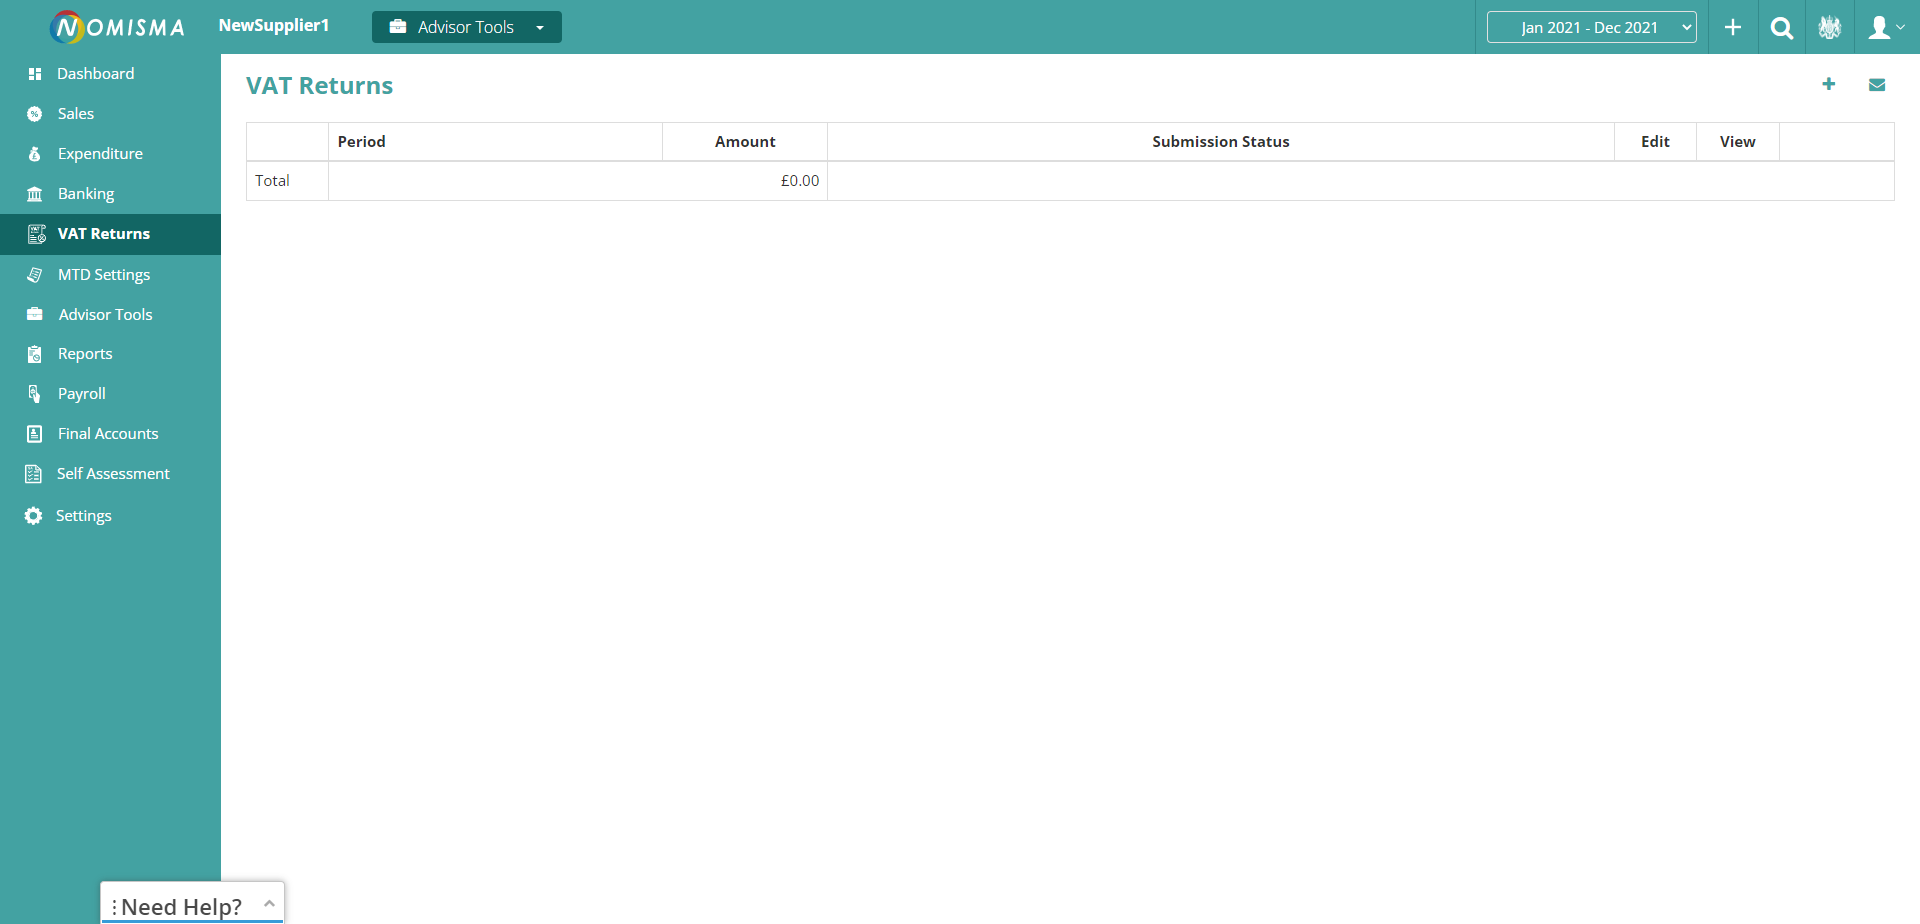 NOMISMA
NewSupplier1
Advisor Tools
Jan 2021 - Dec 2021
Dashboard
Sales
Expenditure
Banking
VAT Returns
MTD Settings
Advisor Tools
Reports
Payroll
Final Accounts
Self Assessment
Settings
VAT Returns
Period Amount Submission Status Edit View
Total £0.00
Need Help?